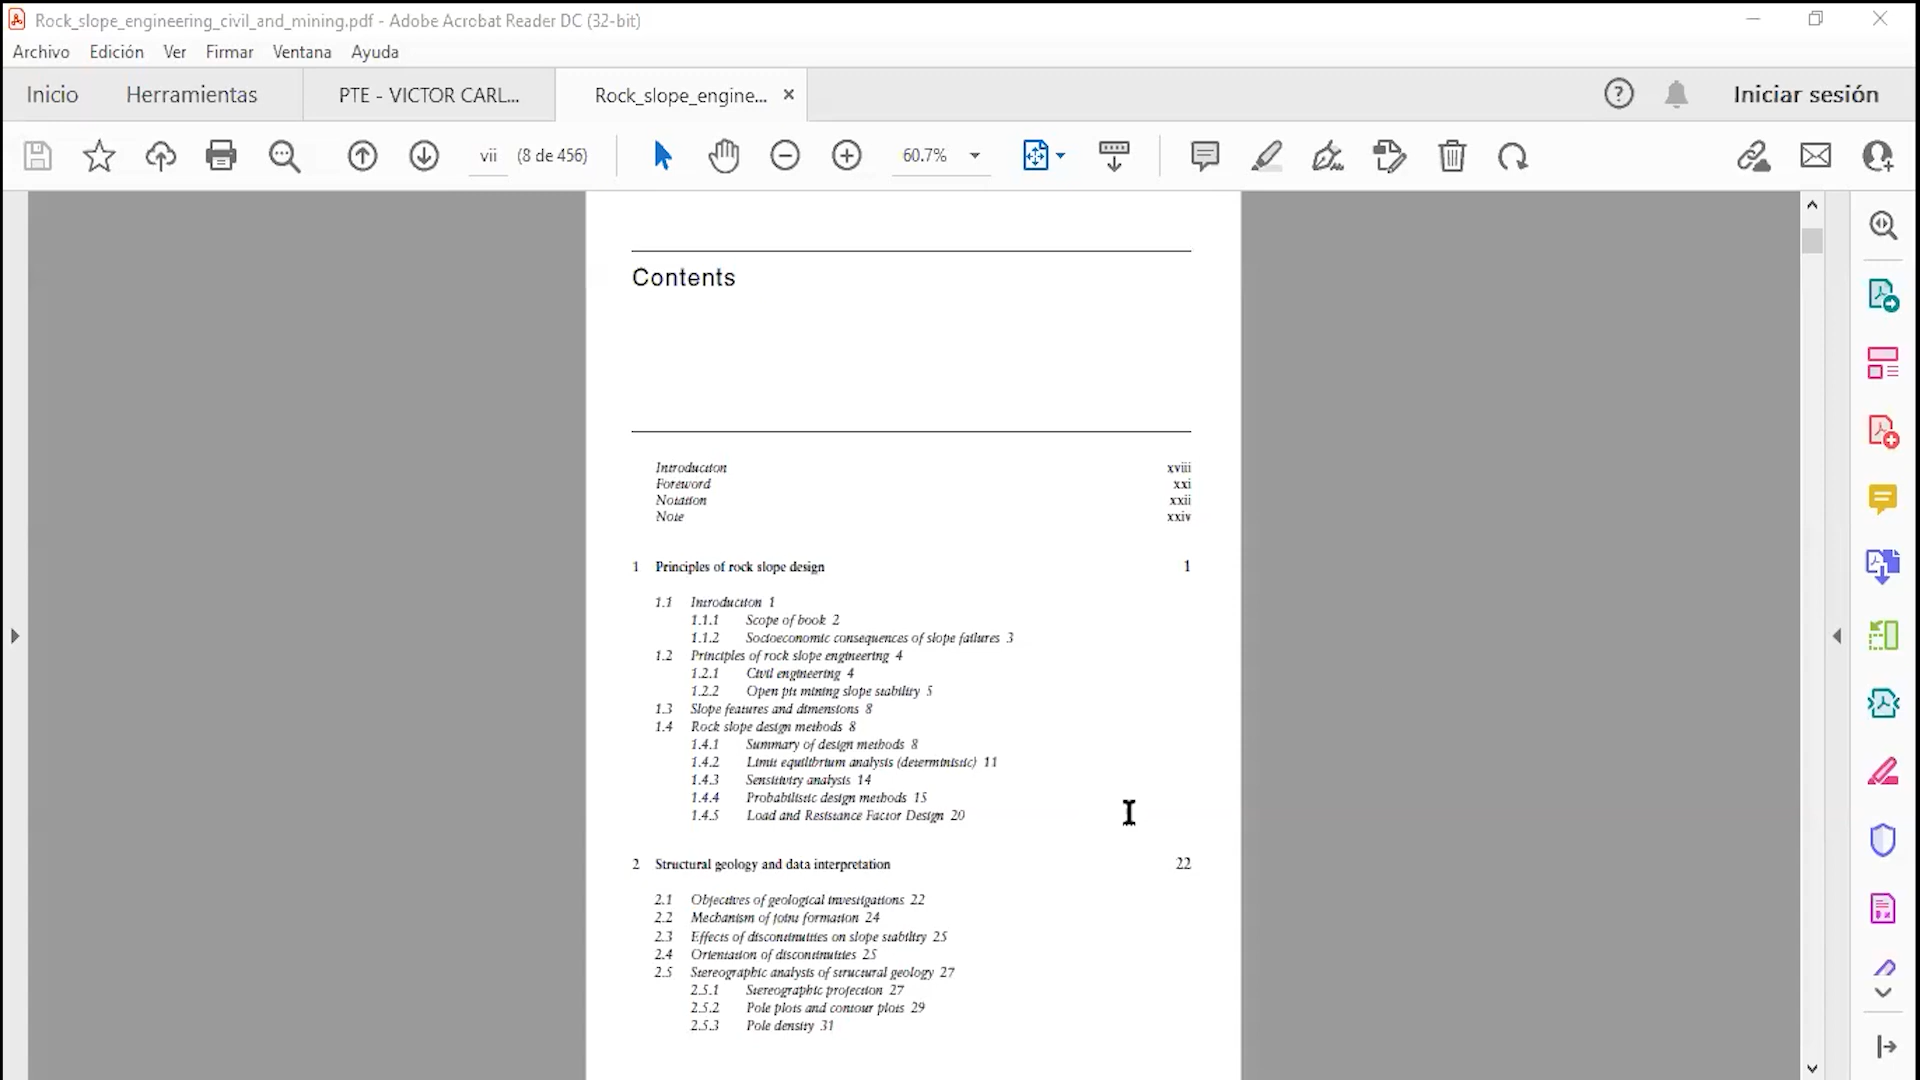 Rock_slope_engineering_civil_and_mining.pdf - Adobe Acrobat Reader DC (32-bit)
Archivo Edición Ver Firmar Ventana Ayuda
Inicio Herramientas PTE - VICTOR CARL... Rock_slope_engine... Iniciar sesión
vii (8 de 456) 60.7%
Contents
Introduction xviii
Foreword xxi
Notation xxii
Note xxiv
1 Principles of rock slope design 1
1.1 Introduction 1
1.1.1 Scope of book 2
1.1.2 Socioeconomic consequences of slope failures 3
1.2 Principles of rock slope engineering 4
1.2.1 Civil engineering 4
1.2.2 Open pit mining slope stability 5
1.3 Slope features and dimensions 8
1.4 Rock slope design methods 8
1.4.1 Summary of design methods 8
1.4.2 Limit equilibrium analysis (deterministic) 11
1.4.3 Sensitivity analysis 14
1.4.4 Probabilistic design methods 15
1.4.5 Load and Resistance Factor Design 20
2 Structural geology and data interpretation 22
2.1 Objectives of geological investigations 22
2.2 Mechanism of joint formation 24
2.3 Effects of discontinuities on slope stability 25
2.4 Orientation of discontinuities 25
2.5 Stereographic analysis of structural geology 27
2.5.1 Stereographic projection 27
2.5.2 Pole plots and contour plots 29
2.5.3 Pole density 31